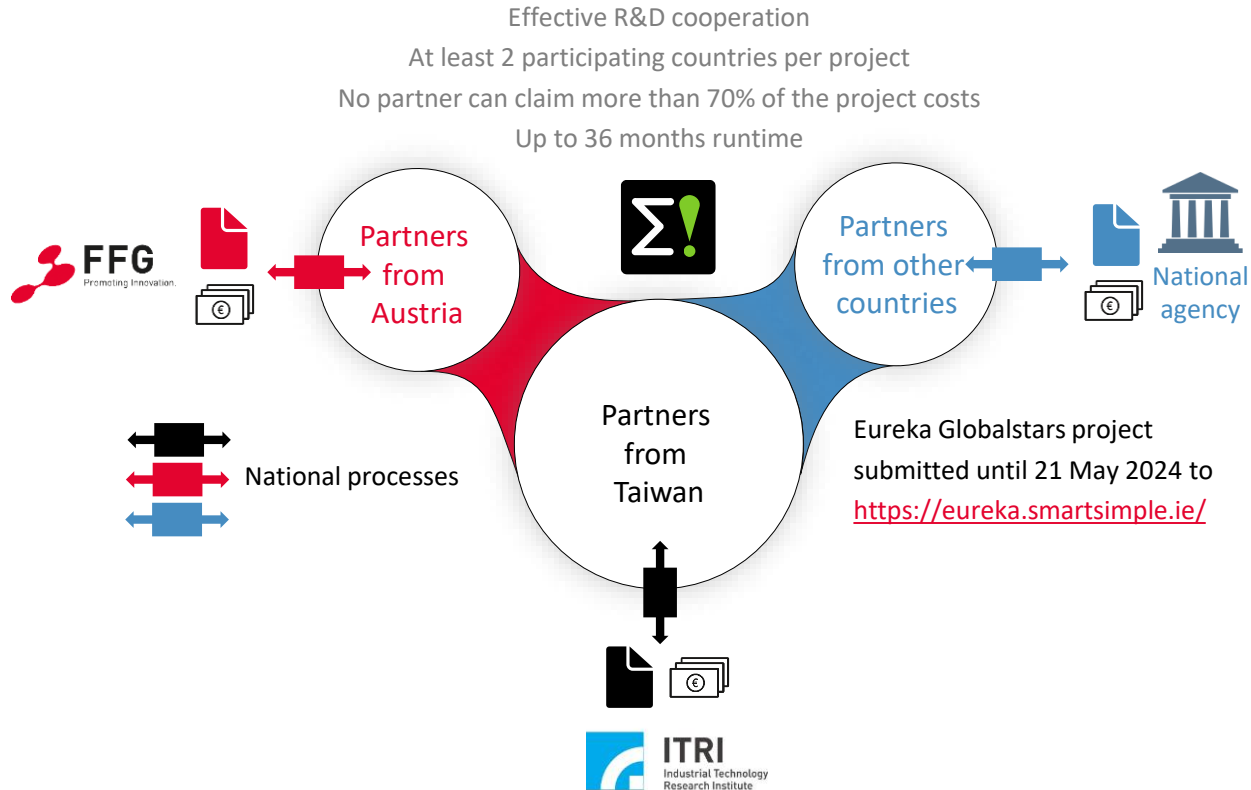 Effective R&D cooperation
At least 2 participating countries per project
No partner can claim more than 70% of the project costs
Up to 36 months runtime
FFG
Promoting Innovation.
Partners
from
Austria
Σ!
Partners
from other
countries
National
agency
National processes
Partners
from
Taiwan
Eureka Globalstars project
submitted until 21 May 2024 to
https://eureka.smartsimple.ie/
ITRI
Industrial Technology
Research Institute